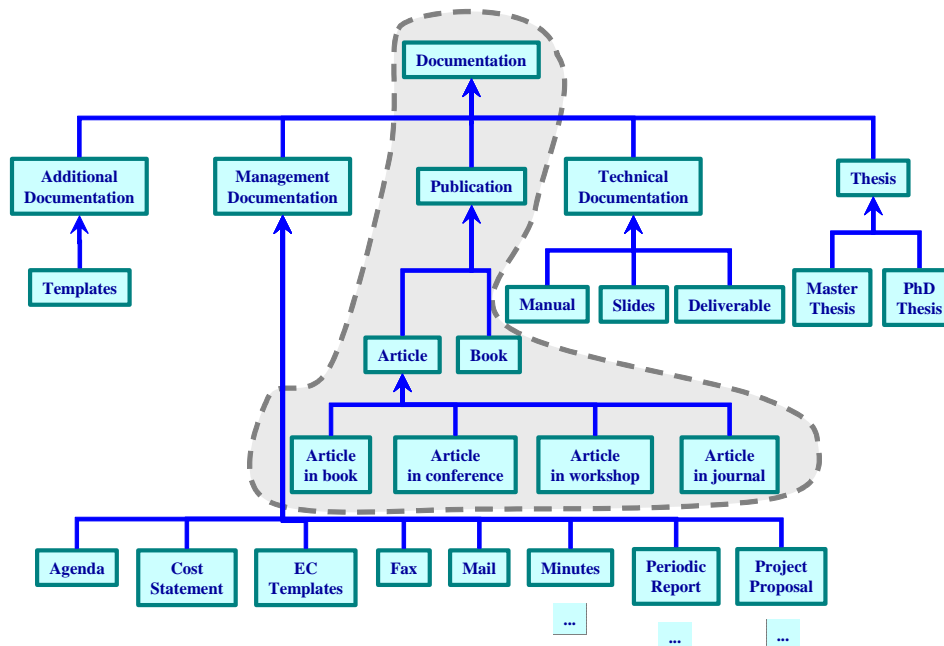 Documentation
Additional
Documentation
Management
Documentation
Publication
Technical
Documentation
Thesis
Templates
Manual
Slides
Deliverable
Master
Thesis
PhD
Thesis
Article
Book
Article
in book
Article
in conference
Article
in workshop
Article
in journal
Agenda
Cost
Statement
EC
Templates
Fax
Mail
Minutes
Periodic
Report
Project
Proposal
...
...
...